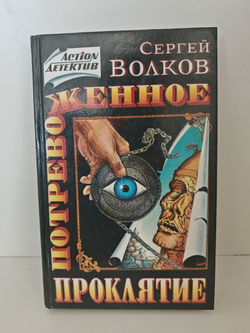 ACTION
ДЕТЕКТИВ
СЕРГЕЙ
ВОЛКОВ
ПОТРЕВО
ЖЕННОЕ
ПРОКЛЯТИЕ